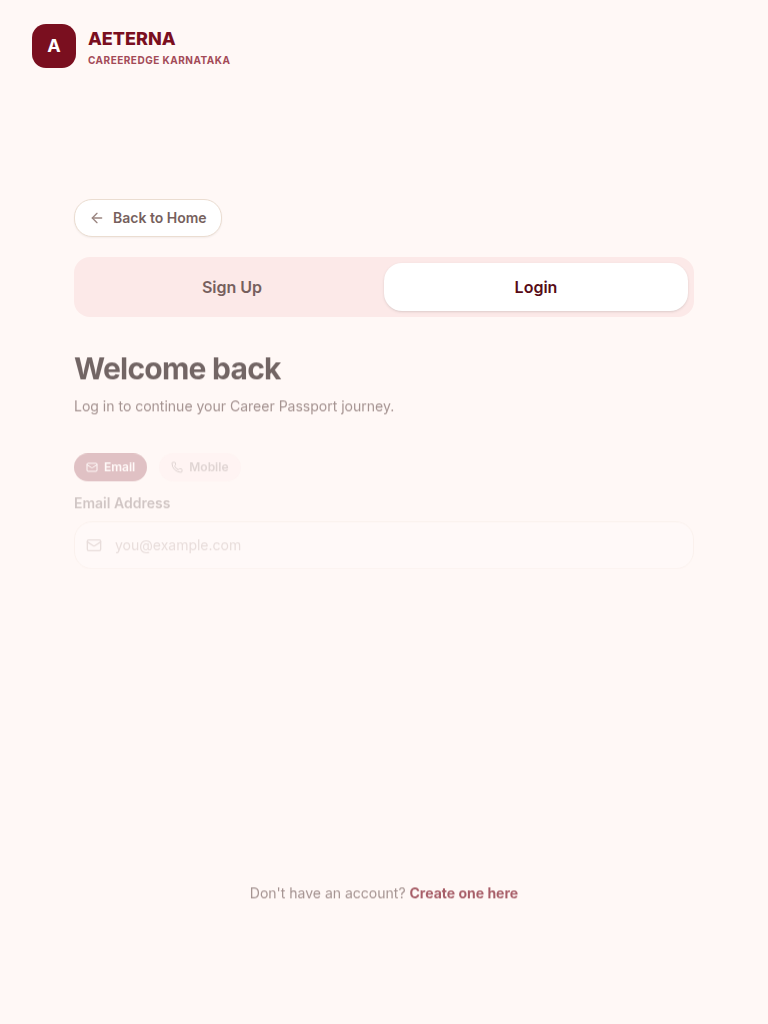 A
AETERNA
CAREEREDGE KARNATAKA
Back to Home
Sign Up
Login
Welcome back
Log in to continue your Career Passport journey.
Email
Mobile
Email Address
you@example.com
Don't have an account? Create one here